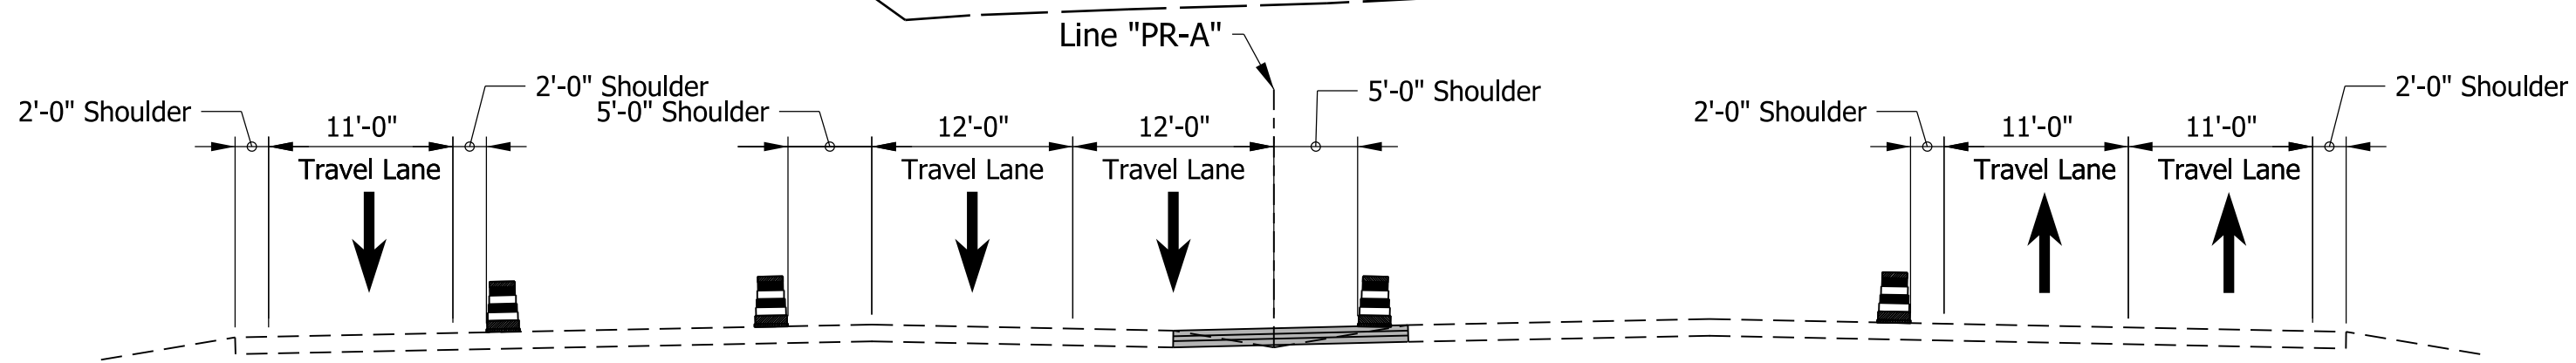 Line "PR-A"
2'-0" Shoulder
2'-0" Shoulder
5'-0" Shoulder
5'-0" Shoulder
2'-0" Shoulder
2'-0" Shoulder
11'-0"
Travel Lane
12'-0"
Travel Lane
12'-0"
Travel Lane
11'-0"
Travel Lane
11'-0"
Travel Lane